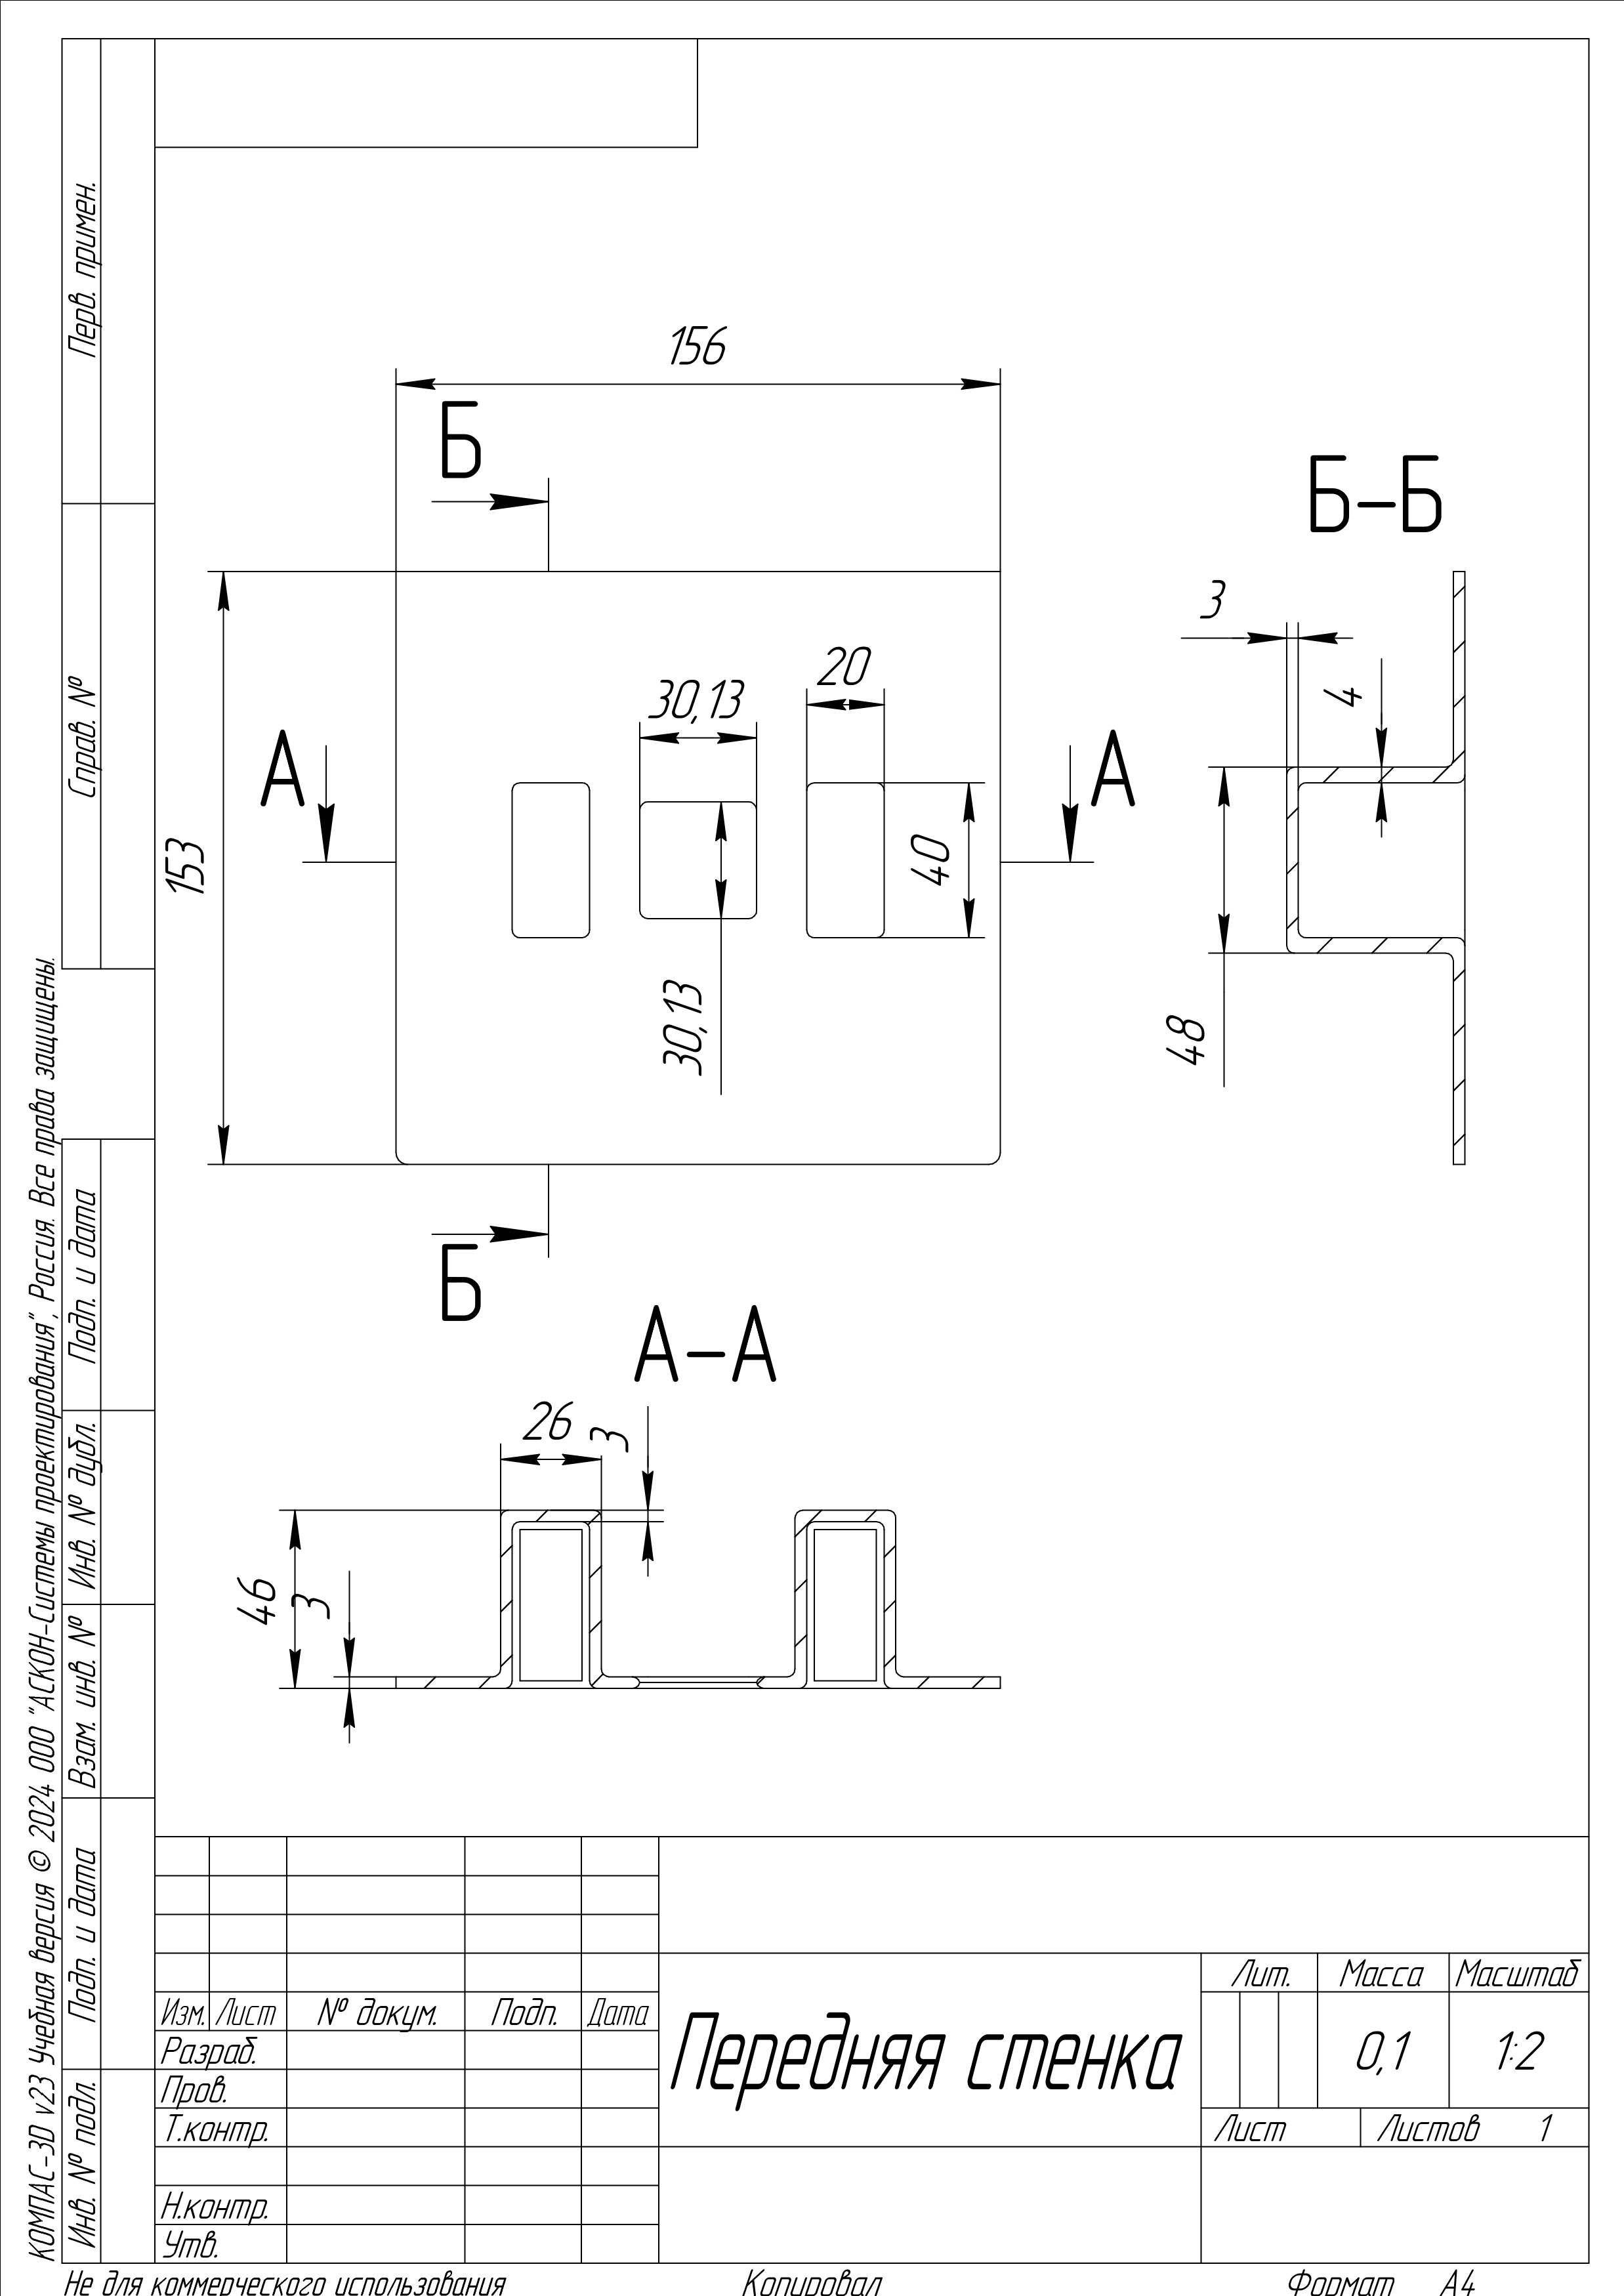 Перв. примен.
Справ. №
Подп. и дата
Инв. № дубл.
Взам. инв. №
Подп. и дата
Инв. № подл.
КОМПАС-3D v23 Учебная версия © 2024 ООО "АСКОН-Системы проектирования", Россия. Все права защищены.
156
Б
Б-Б
3
4
20
30,13
А
А
153
40
30,13
48
Б
А-А
26
3
46
3
Изм. Лист № докум. Подп. Дата
Разраб.
Пров.
Т.контр.
Н.контр.
Утв.
Передняя стенка
Лит. Масса Масштаб
0,1 1:2
Лист Листов 1
Не для коммерческого использования
Копировал
Формат А4